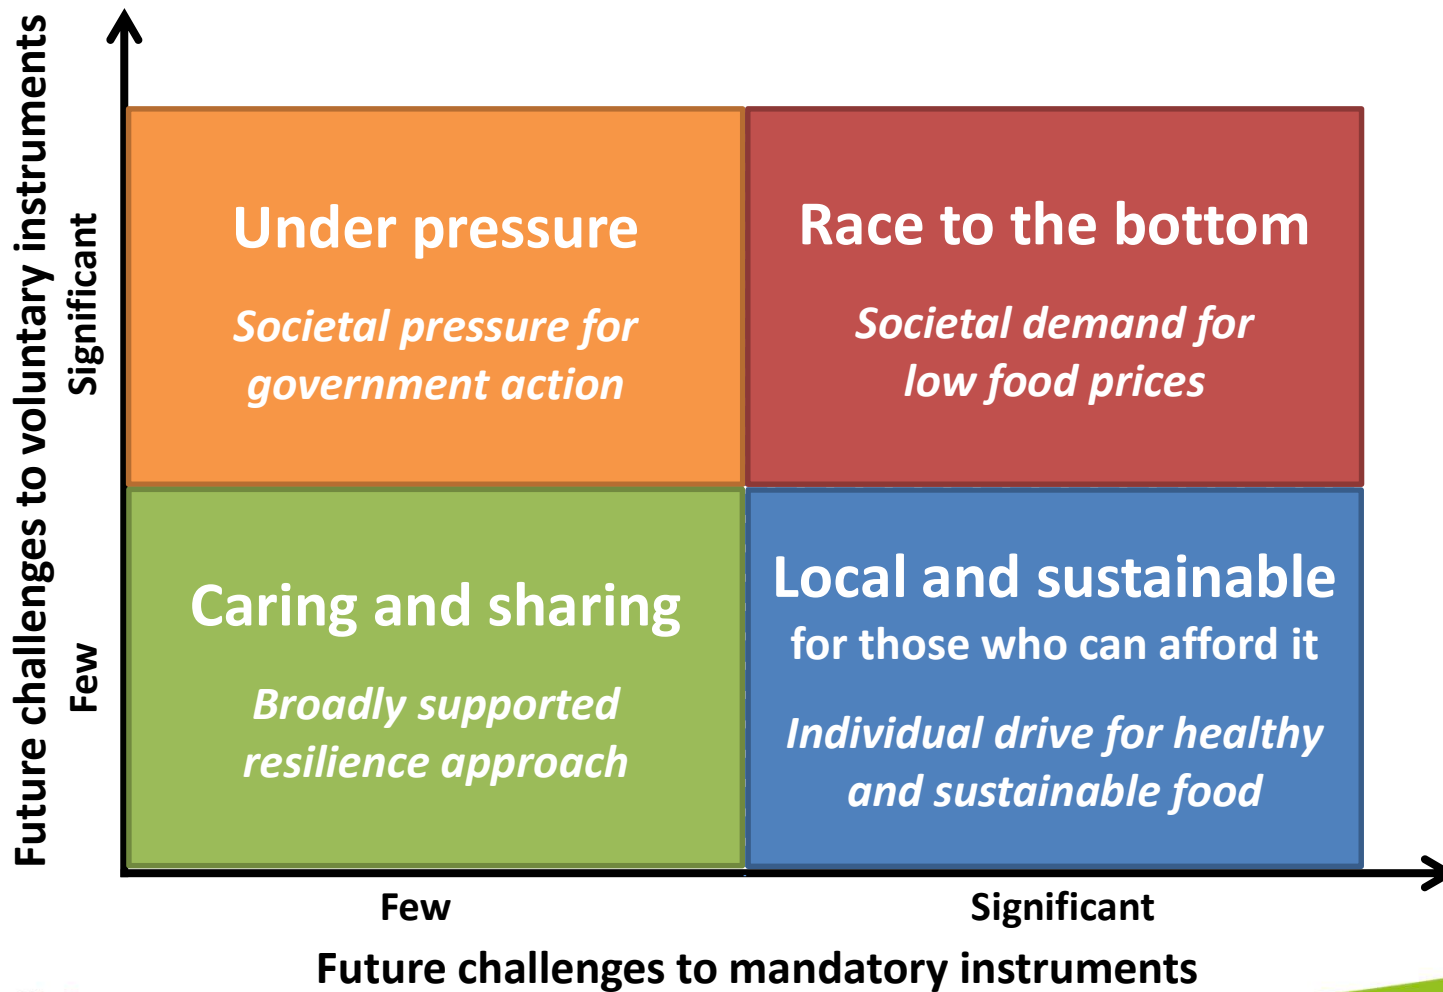 Future challenges to voluntary instruments
Significant
Few
Under pressure
Societal pressure for
government action
Race to the bottom
Societal demand for
low food prices
Caring and sharing
Broadly supported
resilience approach
Local and sustainable
for those who can afford it
Individual drive for healthy
and sustainable food
Few
Significant
Future challenges to mandatory instruments